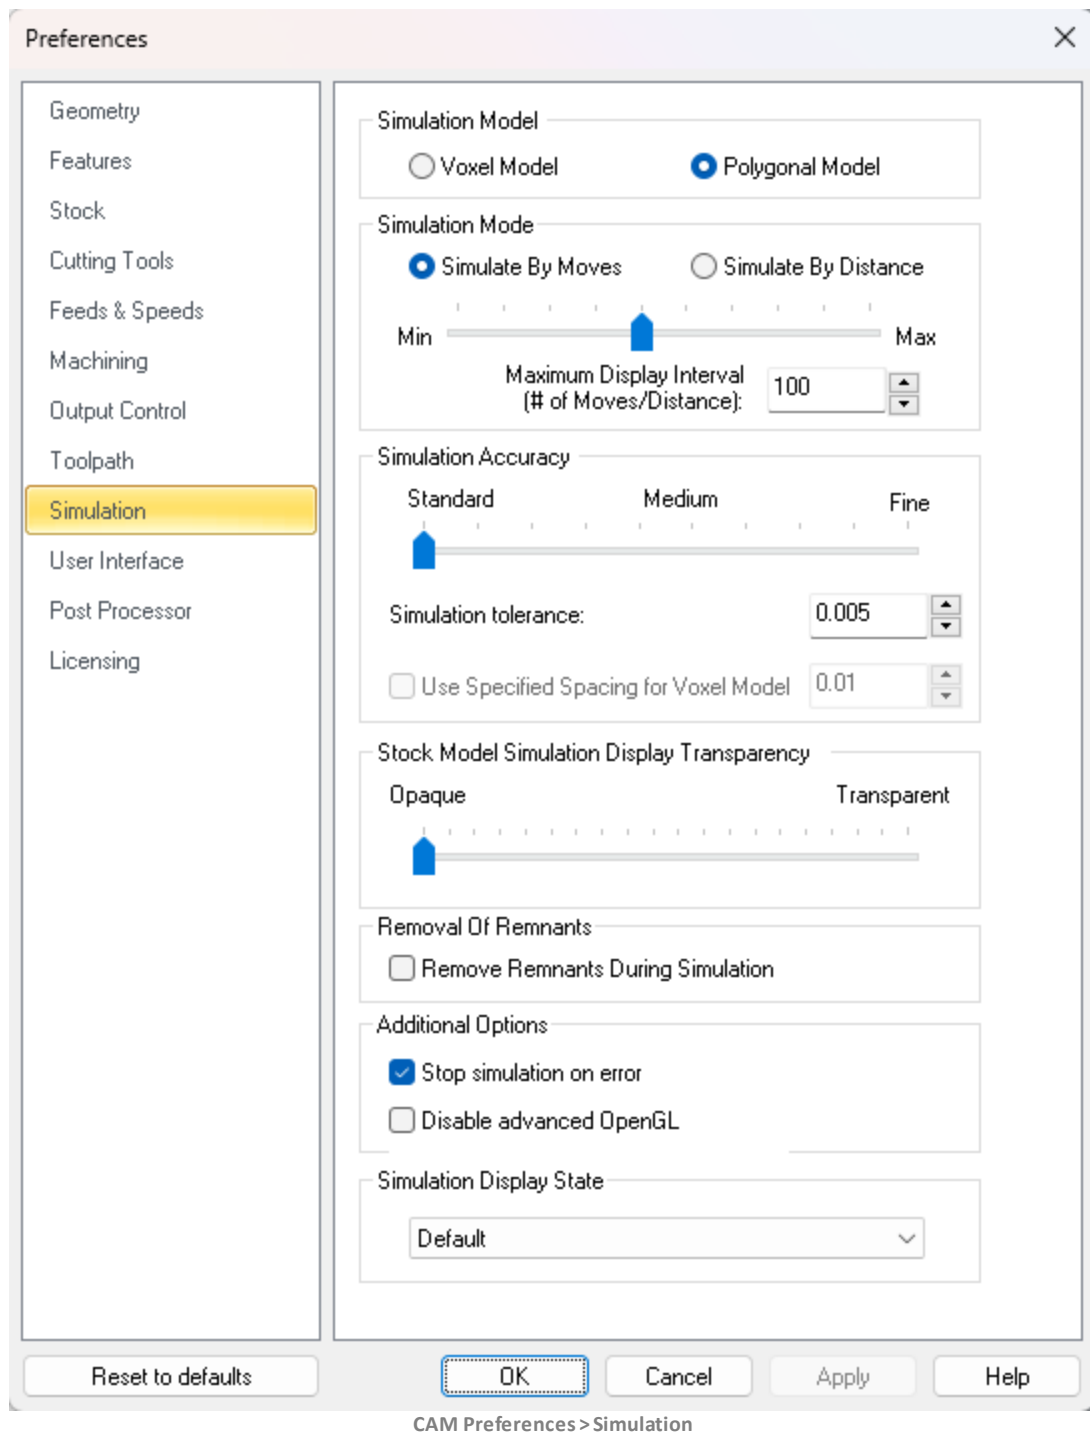 Preferences
Geometry
Features
Stock
Cutting Tools
Feeds & Speeds
Machining
Output Control
Toolpath
Simulation
User Interface
Post Processor
Licensing
Simulation Model
Voxel Model Polygonal Model
Simulation Mode
Simulate By Moves Simulate By Distance
Min Max
Maximum Display Interval
(# of Moves/Distance): 100
Simulation Accuracy
Standard Medium Fine
Simulation tolerance: 0.005
Use Specified Spacing for Voxel Model 0.01
Stock Model Simulation Display Transparency
Opaque Transparent
Removal Of Remnants
Remove Remnants During Simulation
Additional Options
Stop simulation on error
Disable advanced OpenGL
Simulation Display State
Default
Reset to defaults OK Cancel Apply Help
CAM Preferences > Simulation